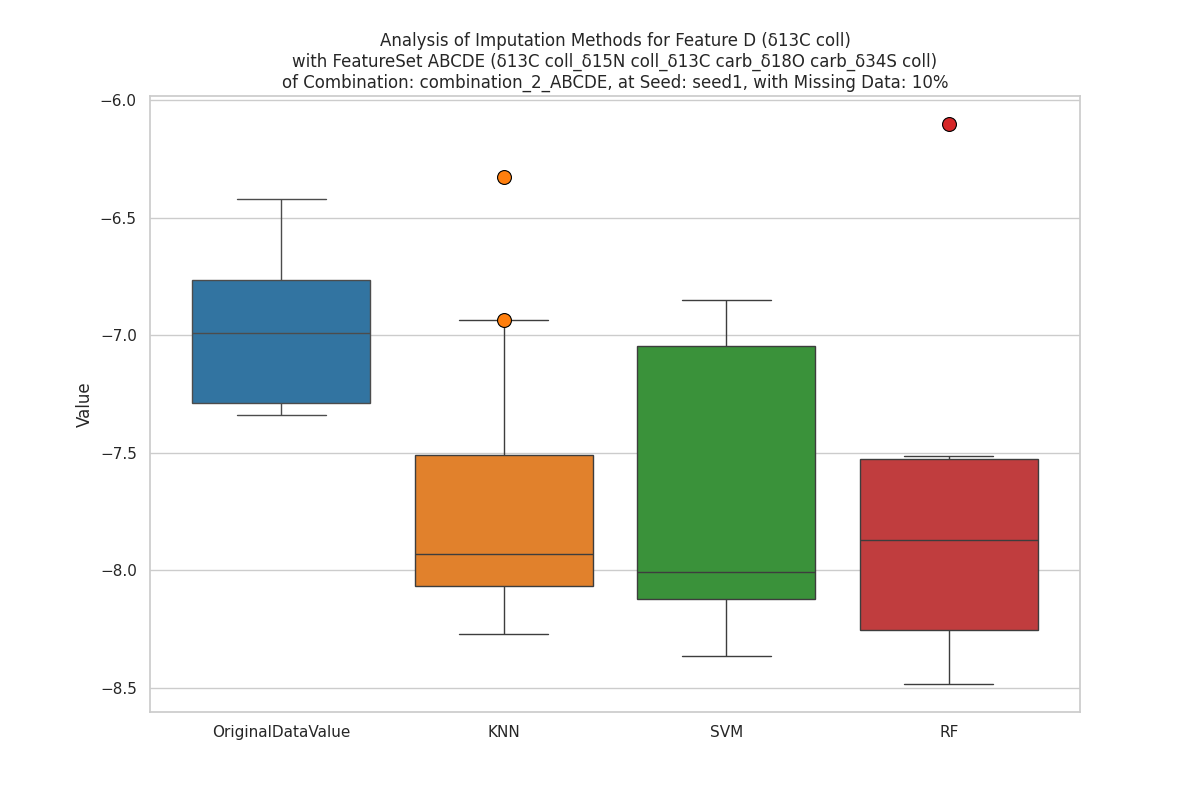 Analysis of Imputation Methods for Feature D (δ13C coll)
with FeatureSet ABCDE (δ13C coll_δ15N coll_δ13C carb_δ18O carb_δ34S coll)
of Combination: combination_2_ABCDE, at Seed: seed1, with Missing Data: 10%
Value
−6.0
−6.5
−7.0
−7.5
−8.0
−8.5
OriginalDataValue KNN SVM RF